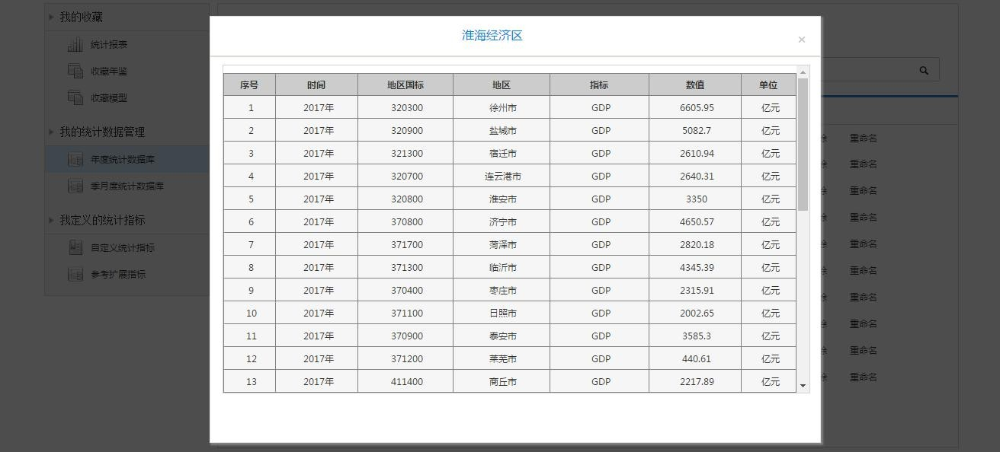 我的收藏
统计报表
收藏年鉴
收藏模型
我的统计数据管理
年度统计数据库
季月度统计数据库
我定义的统计指标
自定义统计指标
参考扩展指标
淮海经济区
×
序号 时间 地区国标 地区 指标 数值 单位
1 2017年 320300 徐州市 GDP 6605.95 亿元
2 2017年 320900 盐城市 GDP 5082.7 亿元
3 2017年 321300 宿迁市 GDP 2610.94 亿元
4 2017年 320700 连云港市 GDP 2640.31 亿元
5 2017年 320800 淮安市 GDP 3350 亿元
6 2017年 370800 济宁市 GDP 4650.57 亿元
7 2017年 371700 菏泽市 GDP 2820.18 亿元
8 2017年 371300 临沂市 GDP 4345.39 亿元
9 2017年 370400 枣庄市 GDP 2315.91 亿元
10 2017年 371100 日照市 GDP 2002.65 亿元
11 2017年 370900 泰安市 GDP 3585.3 亿元
12 2017年 371200 莱芜市 GDP 440.61 亿元
13 2017年 411400 商丘市 GDP 2217.89 亿元
重命名
重命名
重命名
重命名
重命名
重命名
重命名
重命名
重命名
重命名